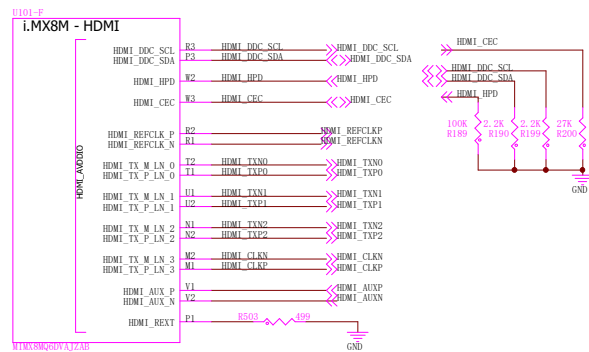 U101-F
i.MX8M - HDMI
HDMI_AVDDIO
HDMI_DDC_SCL R3 HDMI_DDC_SCL HDMI_DDC_SCL
HDMI_DDC_SDA P3 HDMI_DDC_SDA HDMI_DDC_SDA
HDMI_HPD W2 HDMI_HPD HDMI_HPD
HDMI_CEC W3 HDMI_CEC HDMI_CEC
HDMI_REFCLK_P R2 HDMI_REFCLKP
HDMI_REFCLK_N R1 HDMI_REFCLKN
HDMI_TX_M_LN_0 T2 HDMI_TXN0 HDMI_TXN0
HDMI_TX_P_LN_0 T1 HDMI_TXP0 HDMI_TXP0
HDMI_TX_M_LN_1 U1 HDMI_TXN1 HDMI_TXN1
HDMI_TX_P_LN_1 U2 HDMI_TXP1 HDMI_TXP1
HDMI_TX_M_LN_2 N1 HDMI_TXN2 HDMI_TXN2
HDMI_TX_P_LN_2 N2 HDMI_TXP2 HDMI_TXP2
HDMI_TX_M_LN_3 M2 HDMI_CLKN HDMI_CLKN
HDMI_TX_P_LN_3 M1 HDMI_CLKP HDMI_CLKP
HDMI_AUX_P V1 HDMI_AUXP
HDMI_AUX_N V2 HDMI_AUXN
HDMI_REXT P1 R503 499
GND
MIMX8MQ6DVAJZAB
HDMI_CEC
HDMI_DDC_SCL
HDMI_DDC_SDA
HDMI_HPD
100K 2.2K 2.2K 27K
R189 R190 R199 R200
GND